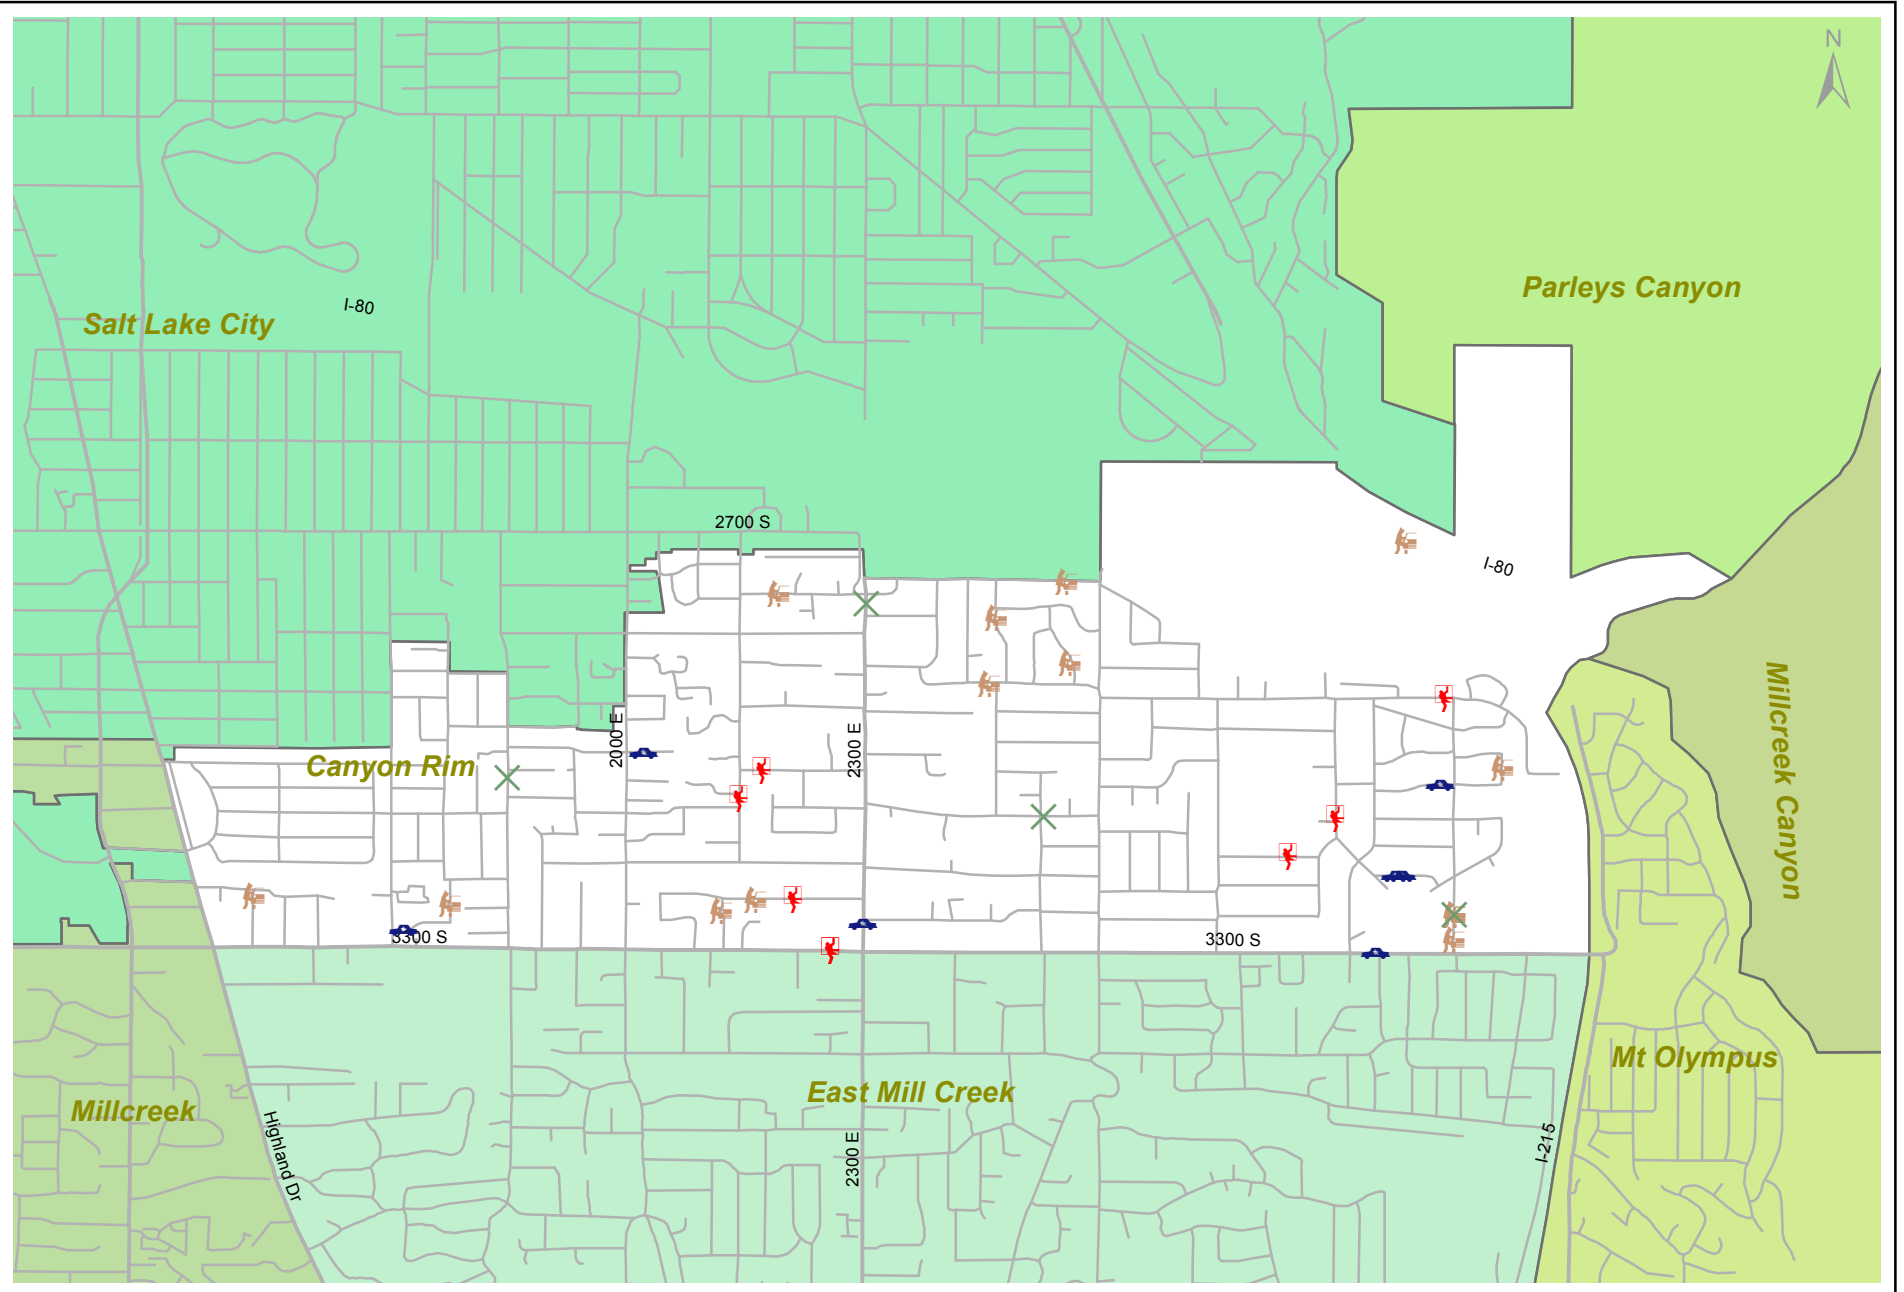 N
Parleys Canyon
I-80
Salt Lake City
2700 S
I-80
Millcreek Canyon
2000 E
2300 E
Canyon Rim
3300 S
3300 S
Mt Olympus
East Mill Creek
Millcreek
Highland Dr
2300 E
I-215